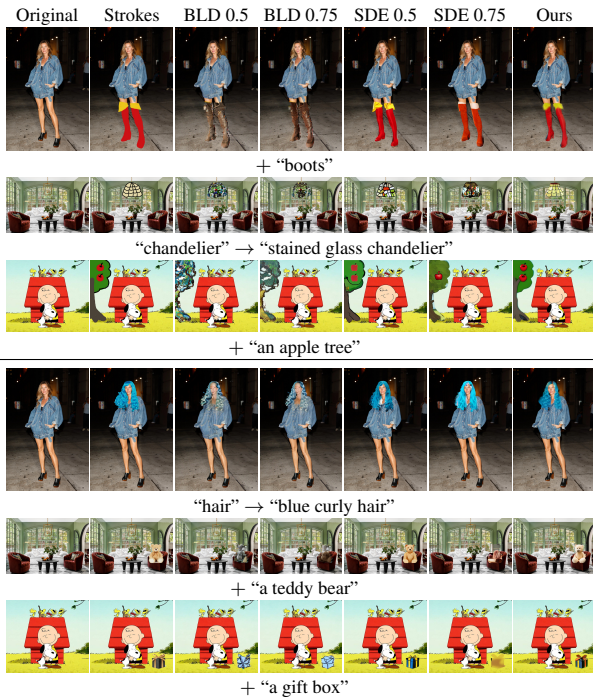 Original Strokes BLD 0.5 BLD 0.75 SDE 0.5 SDE 0.75 Ours
+ “boots”
“chandelier” → “stained glass chandelier”
+ “an apple tree”
“hair” → “blue curly hair”
+ “a teddy bear”
+ “a gift box”